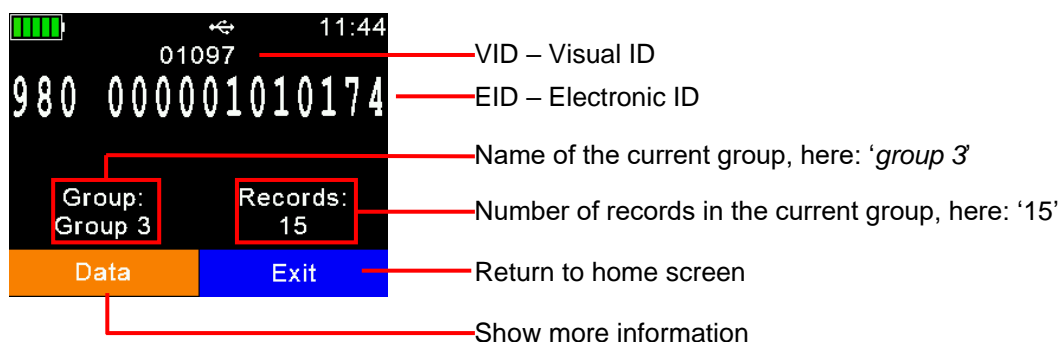 11:44
01097
VID – Visual ID
980 000001010174
EID – Electronic ID
Name of the current group, here: ‘group 3’
Group:
Group 3
Records:
15
Number of records in the current group, here: ‘15’
Data
Exit
Return to home screen
Show more information